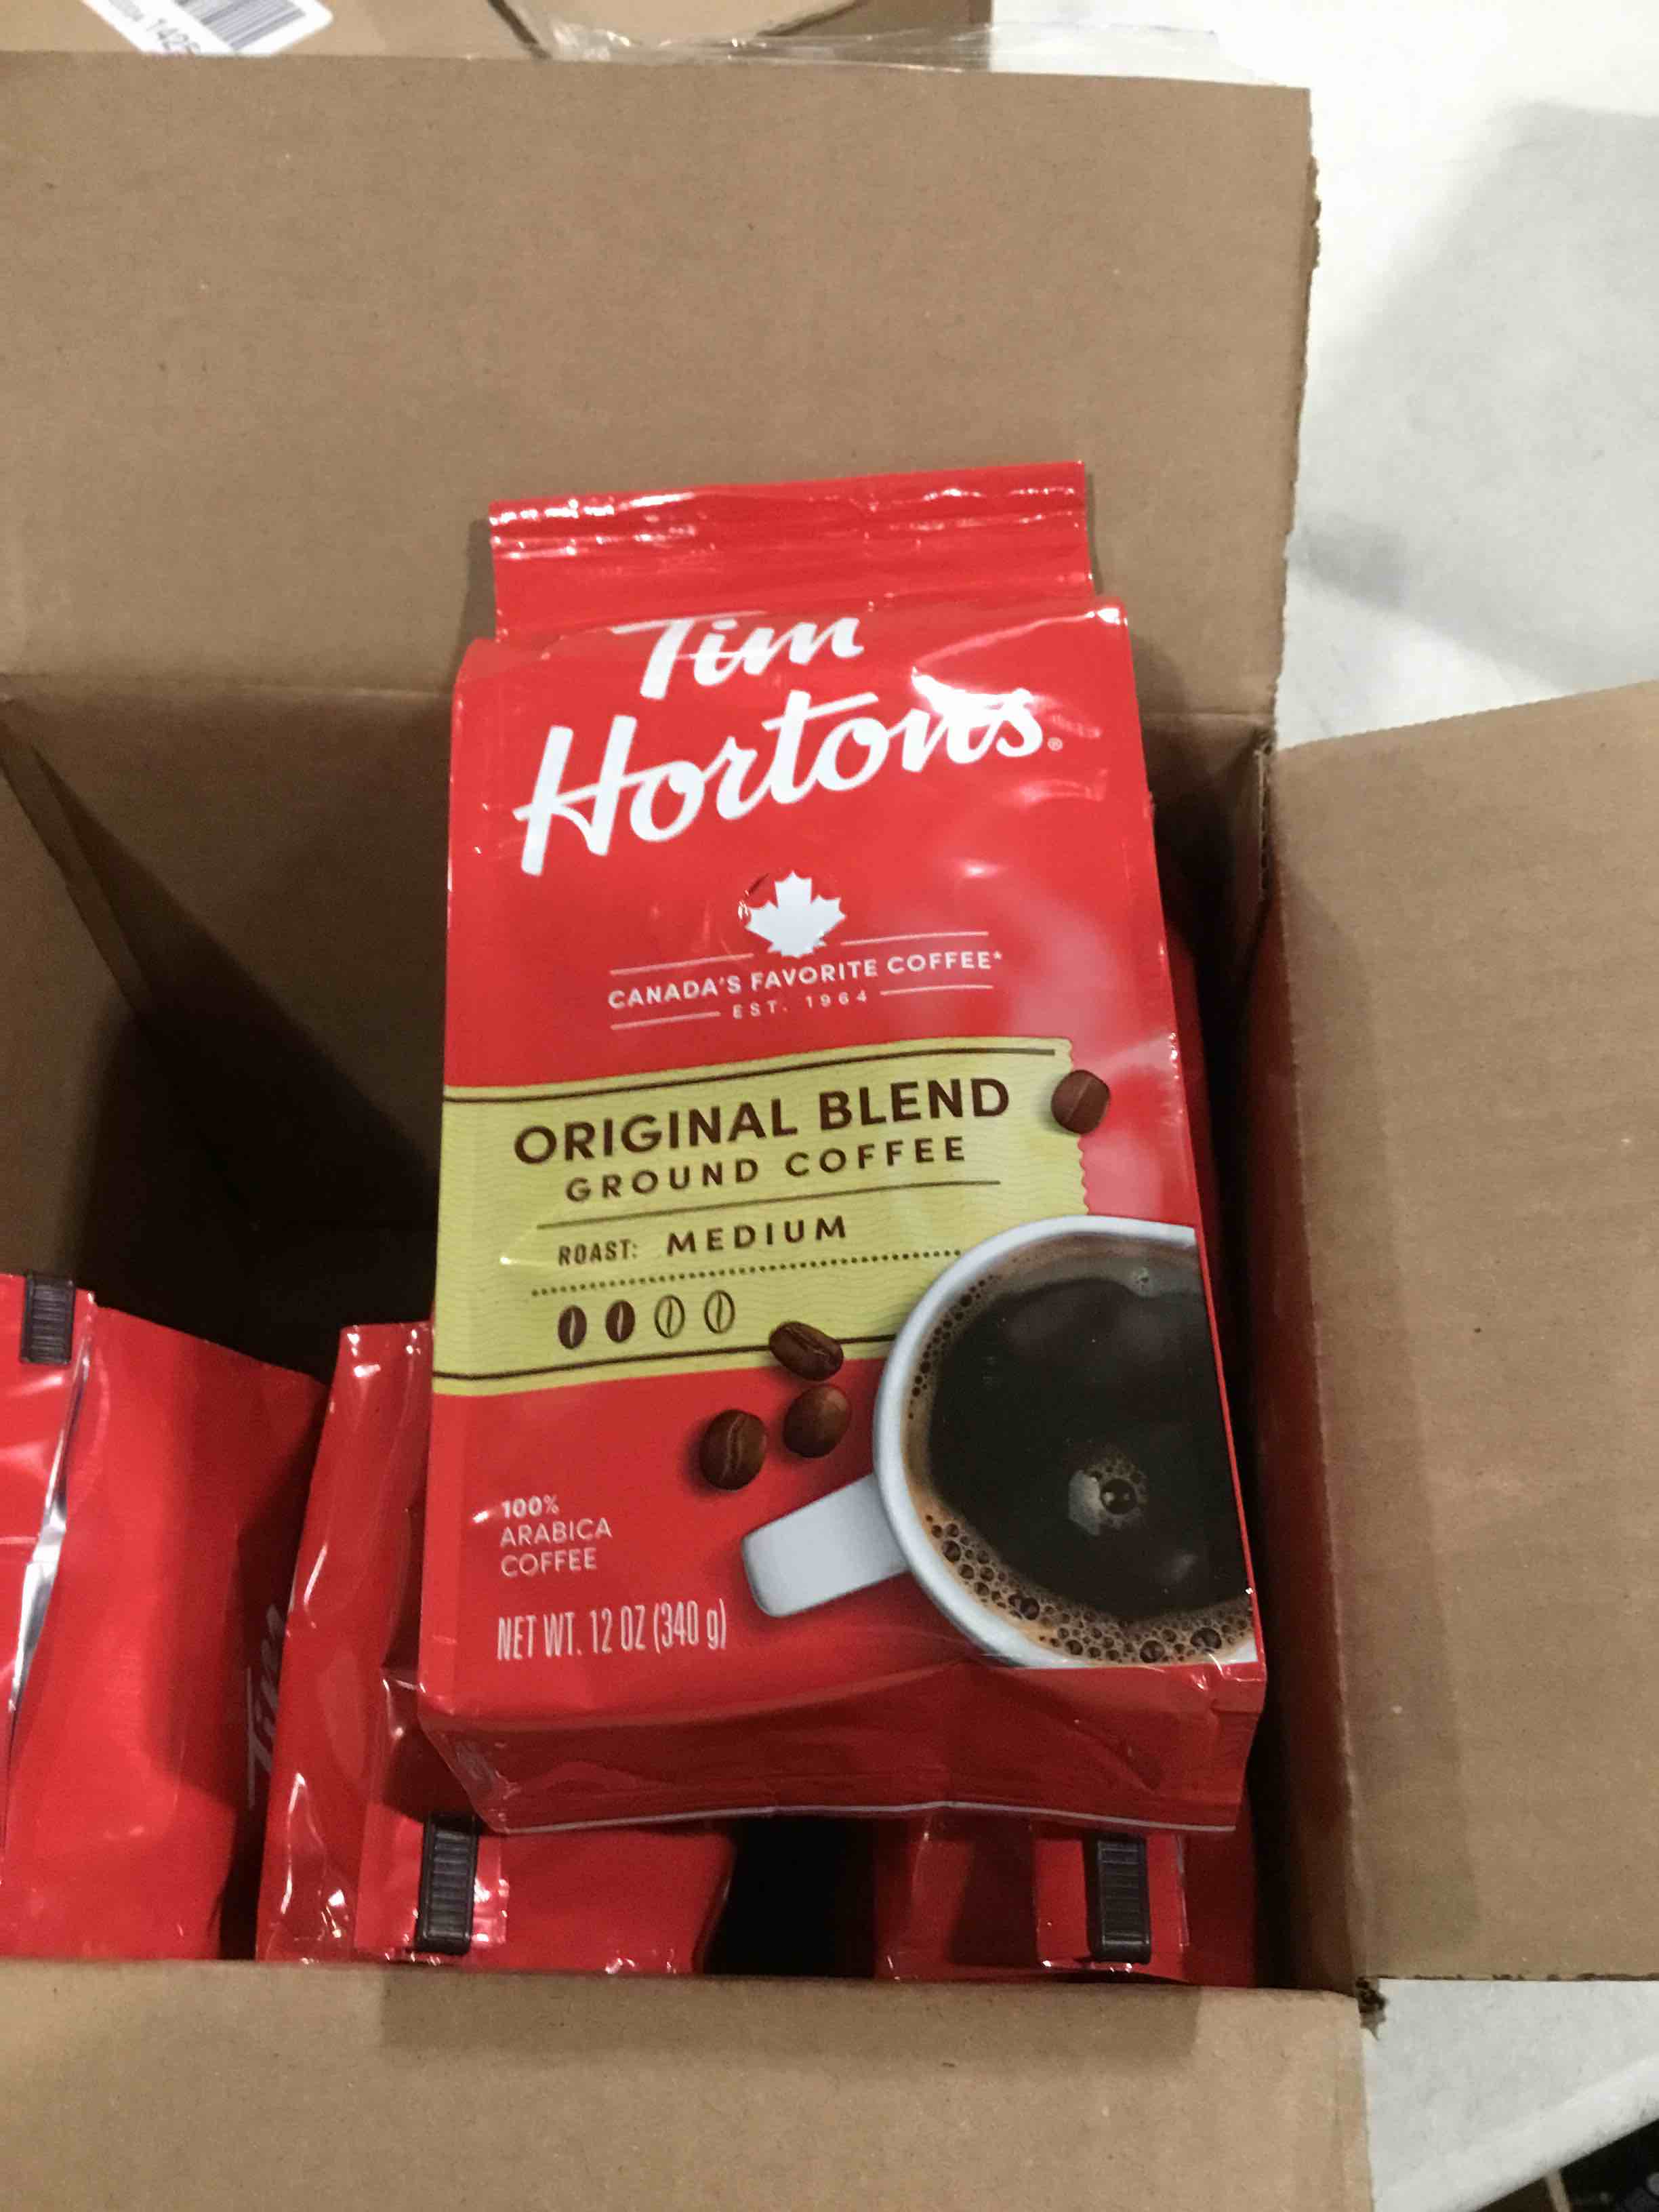 Tim
Hortons®
CANADA'S FAVORITE COFFEE*
EST. 1964
ORIGINAL BLEND
GROUND COFFEE
ROAST: MEDIUM
100%
ARABICA
COFFEE
NET WT. 12 OZ (340 g)
Tim